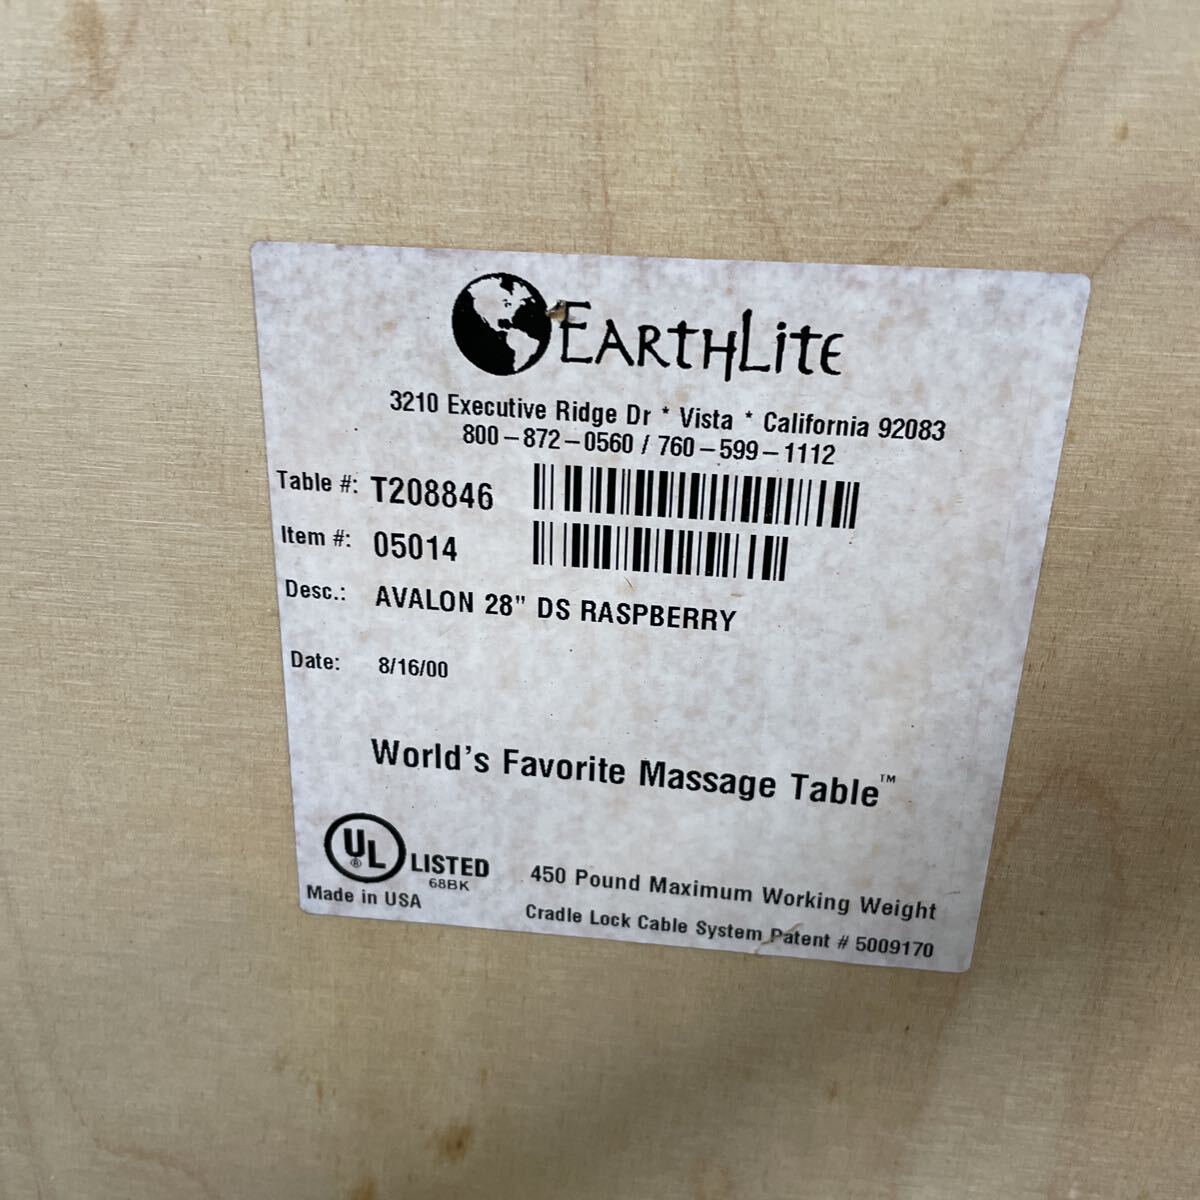 EARTHLITE
3210 Executive Ridge Dr * Vista * California 92083
800-872-0560 / 760-599-1112
Table #: T208846
Item #: 05014
Desc.: AVALON 28" DS RASPBERRY
Date: 8/16/00
World's Favorite Massage Table™
UL® LISTED
68BK
Made in USA
450 Pound Maximum Working Weight
Cradle Lock Cable System Patent # 5009170